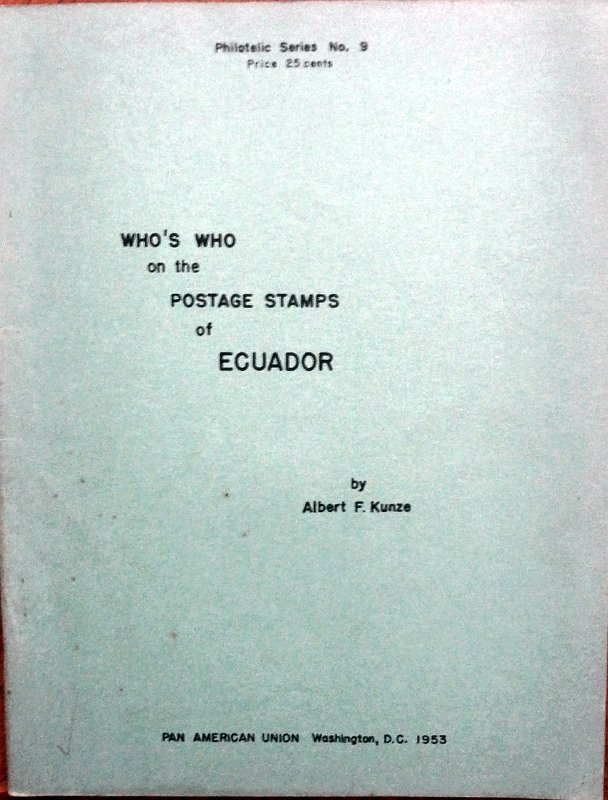 Philatelic Series No. 9
Price 25 cents
WHO'S WHO
on the
POSTAGE STAMPS
of
ECUADOR
by
Albert F. Kunze
PAN AMERICAN UNION Washington, D.C. 1953